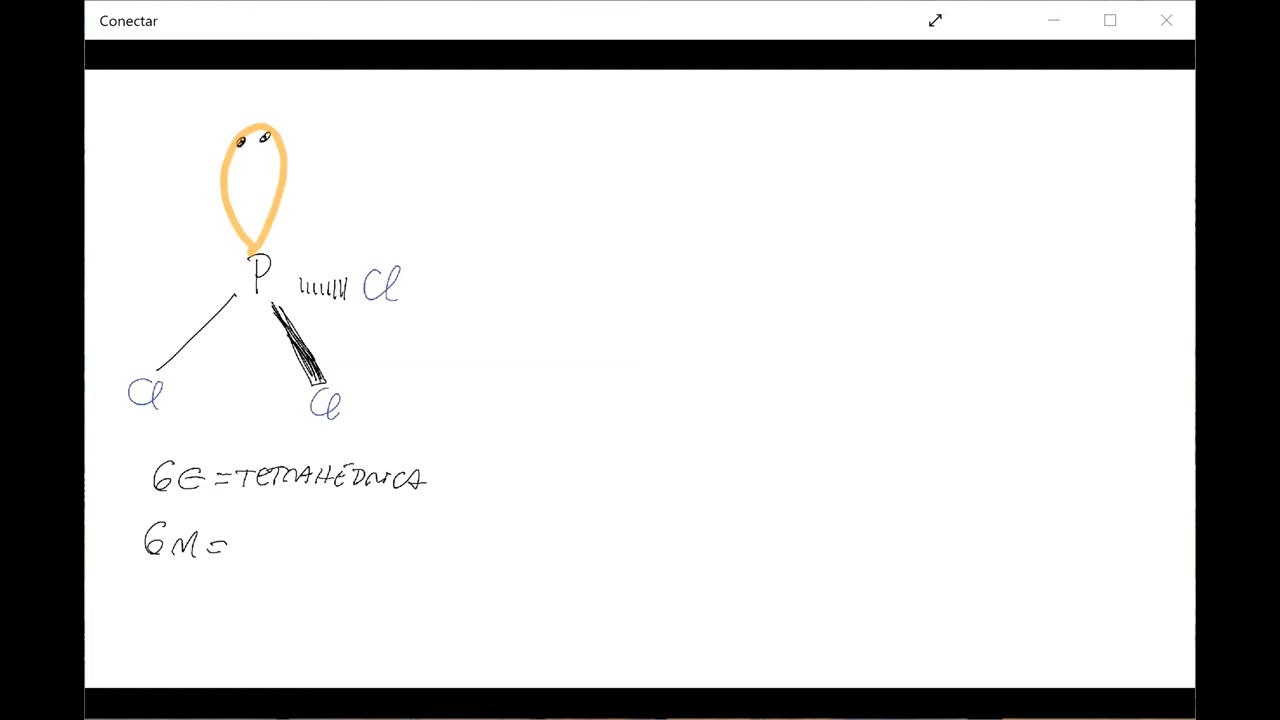 Conectar
P
Cl
Cl
Cl
GE = TETRAHÉDRICA
GM =